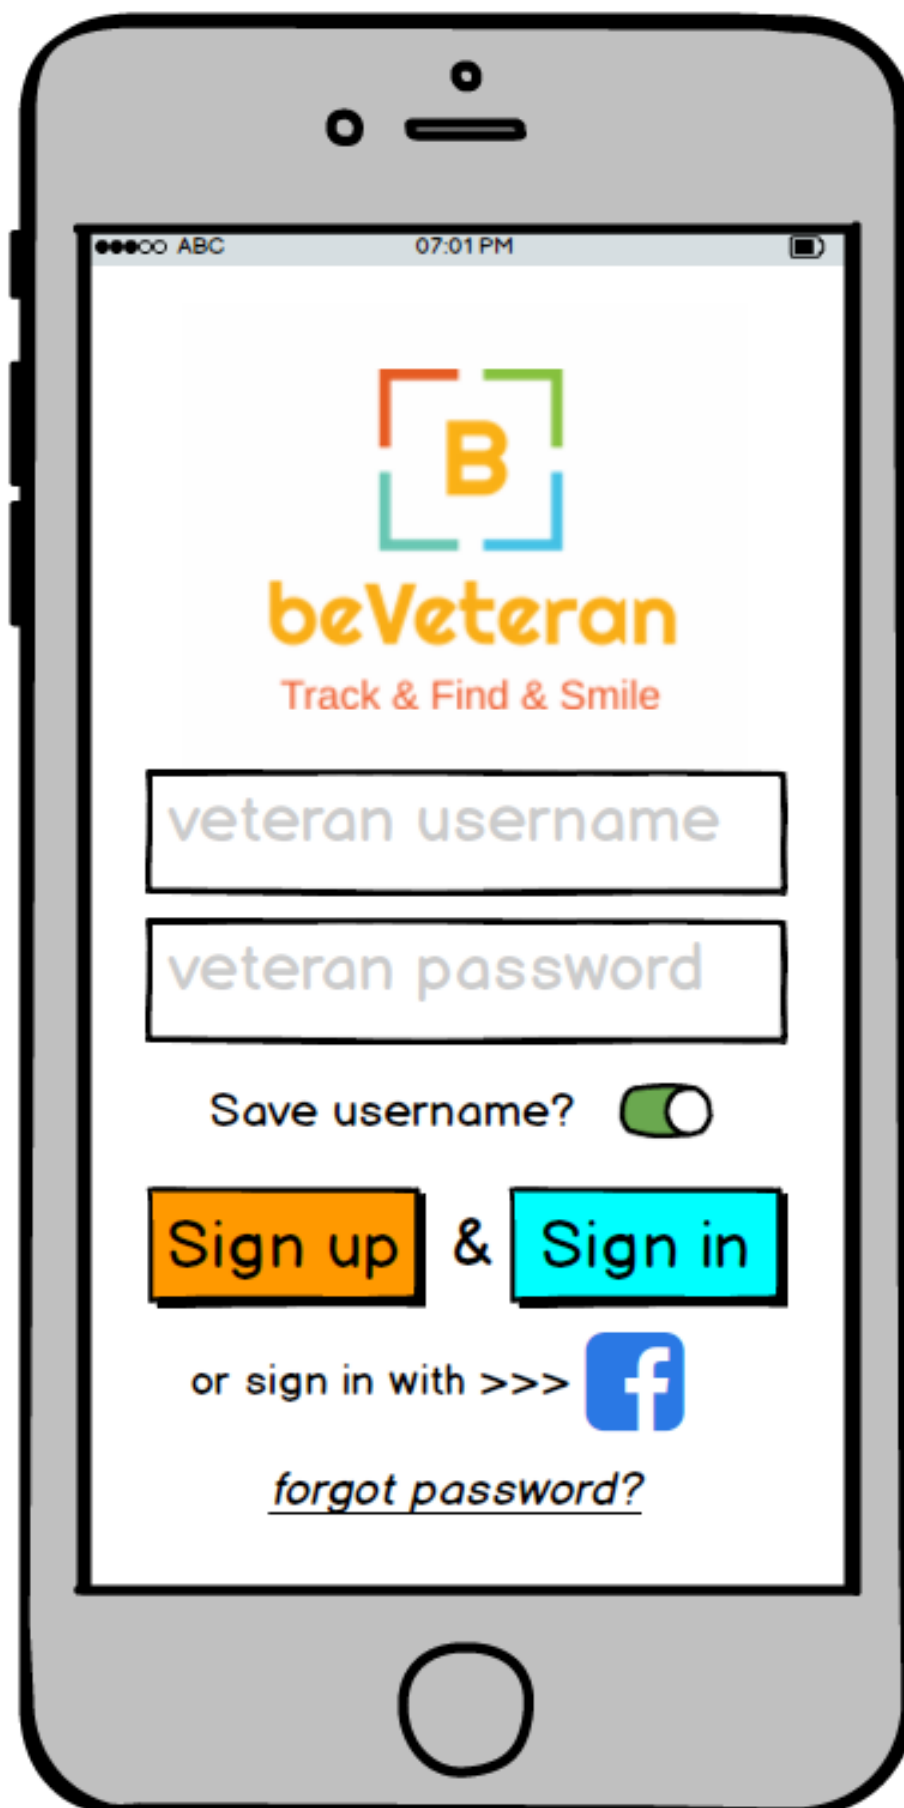 ABC 07:01 PM
B
beVeteran
Track & Find & Smile
veteran username
veteran password
Save username?
Sign up & Sign in
or sign in with >>> f
forgot password?